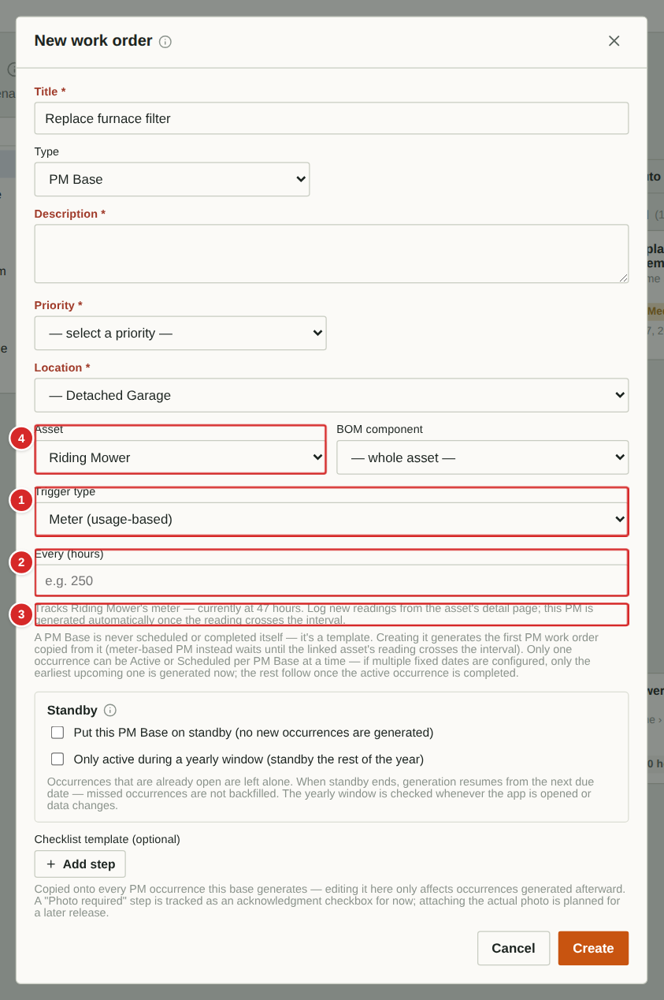 New work order
Title *
Replace furnace filter
Type
PM Base
Description *
Priority *
— select a priority —
Location *
— Detached Garage
4
Asset
BOM component
Riding Mower
— whole asset —
1
Trigger type
Meter (usage-based)
2
Every (hours)
e.g. 250
3
Tracks Riding Mower's meter — currently at 47 hours. Log new readings from the asset's detail page; this PM is
generated automatically once the reading crosses the interval.
A PM Base is never scheduled or completed itself — it's a template. Creating it generates the first PM work order
copied from it (meter-based PM instead waits until the linked asset's reading crosses the interval). Only one
occurrence can be Active or Scheduled per PM Base at a time — if multiple fixed dates are configured, only the
earliest upcoming one is generated now; the rest follow once the active occurrence is completed.
Standby
Put this PM Base on standby (no new occurrences are generated)
Only active during a yearly window (standby the rest of the year)
Occurrences that are already open are left alone. When standby ends, generation resumes from the next due
date — missed occurrences are not backfilled. The yearly window is checked whenever the app is opened or
data changes.
Checklist template (optional)
+ Add step
Copied onto every PM occurrence this base generates — editing it here only affects occurrences generated afterward.
A "Photo required" step is tracked as an acknowledgment checkbox for now; attaching the actual photo is planned for
a later release.
Cancel
Create